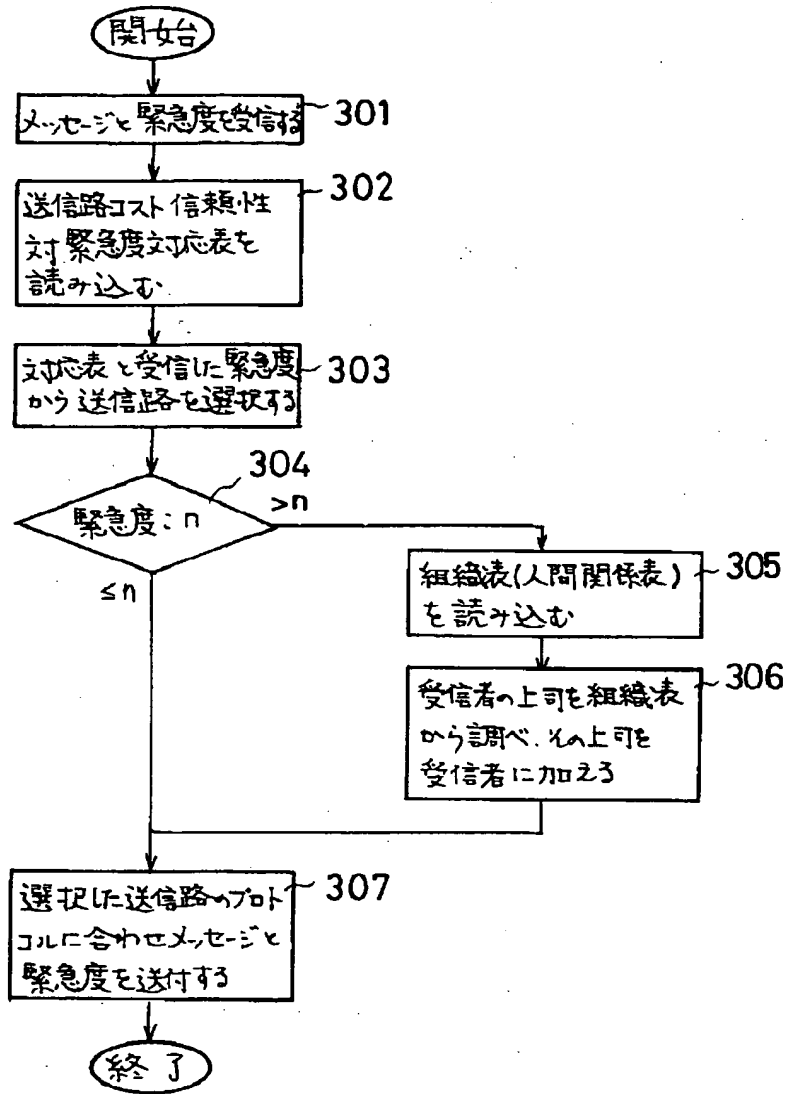 開始
メッセージと緊急度を受信する
301
送信路コスト信頼性
対緊急度対応表を
読み込む
302
対応表と受信した緊急度
から送信路を選択する
303
緊急度:n
304
>n
≤n
組織表(人間関係表)
を読み込む
305
受信者の上司を組織表
から調べ、その上司を
受信者に加える
306
選択した送信路のプロト
コルに合わせメッセージと
緊急度を送付する
307
終了